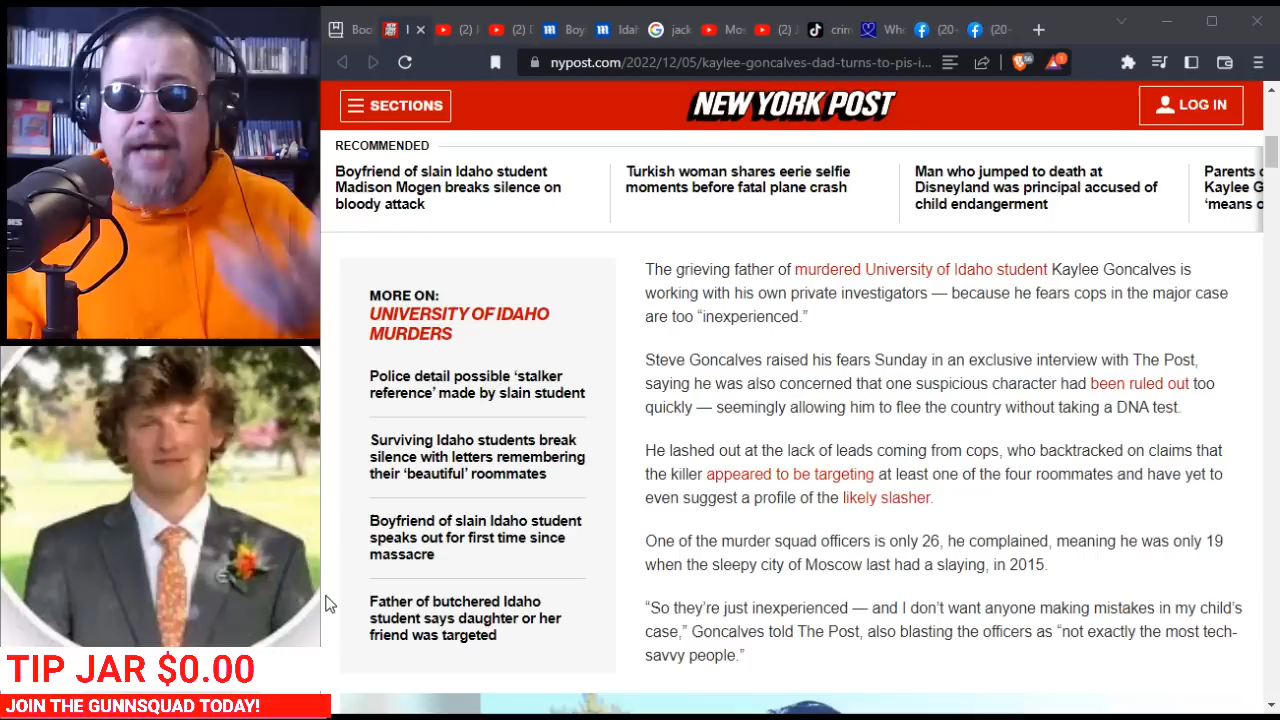 Boo
I
(2) I
(2) D
Boy
Idah
jack
Mos
(2) J
crin
Who
(20-
(20-
nypost.com/2022/12/05/kaylee-goncalves-dad-turns-to-pis-i...
56
1
SECTIONS
NEW YORK POST
LOG IN
RECOMMENDED
Boyfriend of slain Idaho student
Madison Mogen breaks silence on
bloody attack
Turkish woman shares eerie selfie
moments before fatal plane crash
Man who jumped to death at
Disneyland was principal accused of
child endangerment
Parents o
Kaylee G
‘means o
MORE ON:
UNIVERSITY OF IDAHO
MURDERS
Police detail possible ‘stalker
reference’ made by slain student
Surviving Idaho students break
silence with letters remembering
their ‘beautiful’ roommates
Boyfriend of slain Idaho student
speaks out for first time since
massacre
Father of butchered Idaho
student says daughter or her
friend was targeted
The grieving father of murdered University of Idaho student Kaylee Goncalves is
working with his own private investigators — because he fears cops in the major case
are too “inexperienced.”
Steve Goncalves raised his fears Sunday in an exclusive interview with The Post,
saying he was also concerned that one suspicious character had been ruled out too
quickly — seemingly allowing him to flee the country without taking a DNA test.
He lashed out at the lack of leads coming from cops, who backtracked on claims that
the killer appeared to be targeting at least one of the four roommates and have yet to
even suggest a profile of the likely slasher.
One of the murder squad officers is only 26, he complained, meaning he was only 19
when the sleepy city of Moscow last had a slaying, in 2015.
“So they’re just inexperienced — and I don’t want anyone making mistakes in my child’s
case,” Goncalves told The Post, also blasting the officers as “not exactly the most tech-
savvy people.”
TIP JAR $0.00
JOIN THE GUNNSQUAD TODAY!